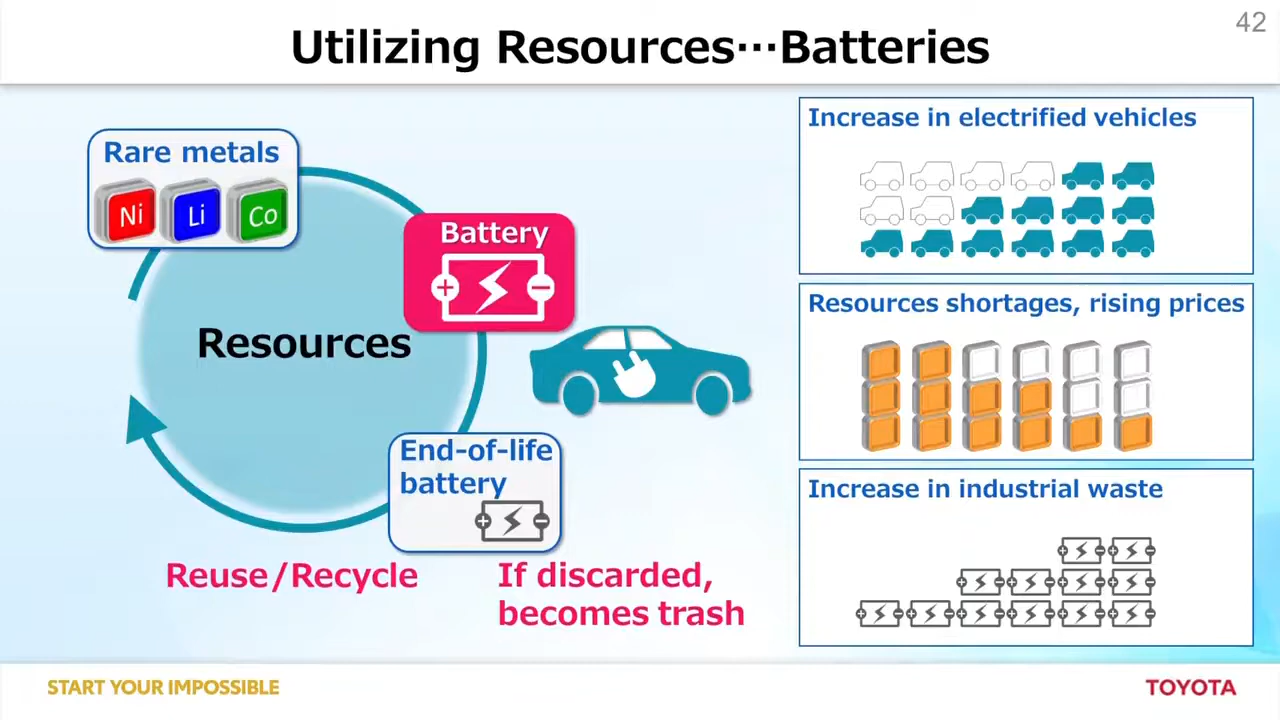 42
Utilizing Resources…Batteries
Rare metals
Ni Li Co
Battery
Resources
End-of-life
battery
Reuse/Recycle
If discarded,
becomes trash
Increase in electrified vehicles
Resources shortages, rising prices
Increase in industrial waste
START YOUR IMPOSSIBLE
TOYOTA